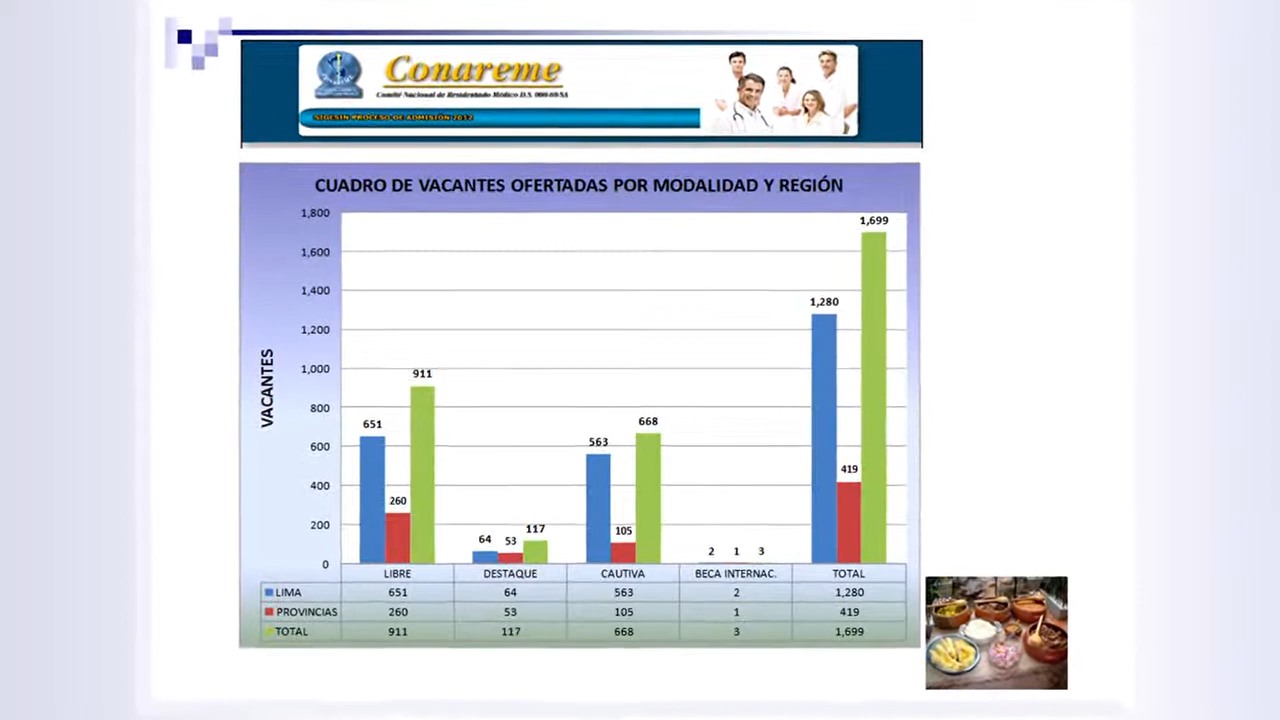 Conareme
Comité Nacional de Residentado Médico D.S. 008-88-SA
SIGESIN PROCESO DE ADMISIÓN 2012
CUADRO DE VACANTES OFERTADAS POR MODALIDAD Y REGIÓN
VACANTES
1,800
1,600
1,400
1,200
1,000
800
600
400
200
0
651 260 911
64 53 117
563 105 668
2 1 3
1,280 419 1,699
LIBRE DESTAQUE CAUTIVA BECA INTERNAC. TOTAL
LIMA 651 64 563 2 1,280
PROVINCIAS 260 53 105 1 419
TOTAL 911 117 668 3 1,699